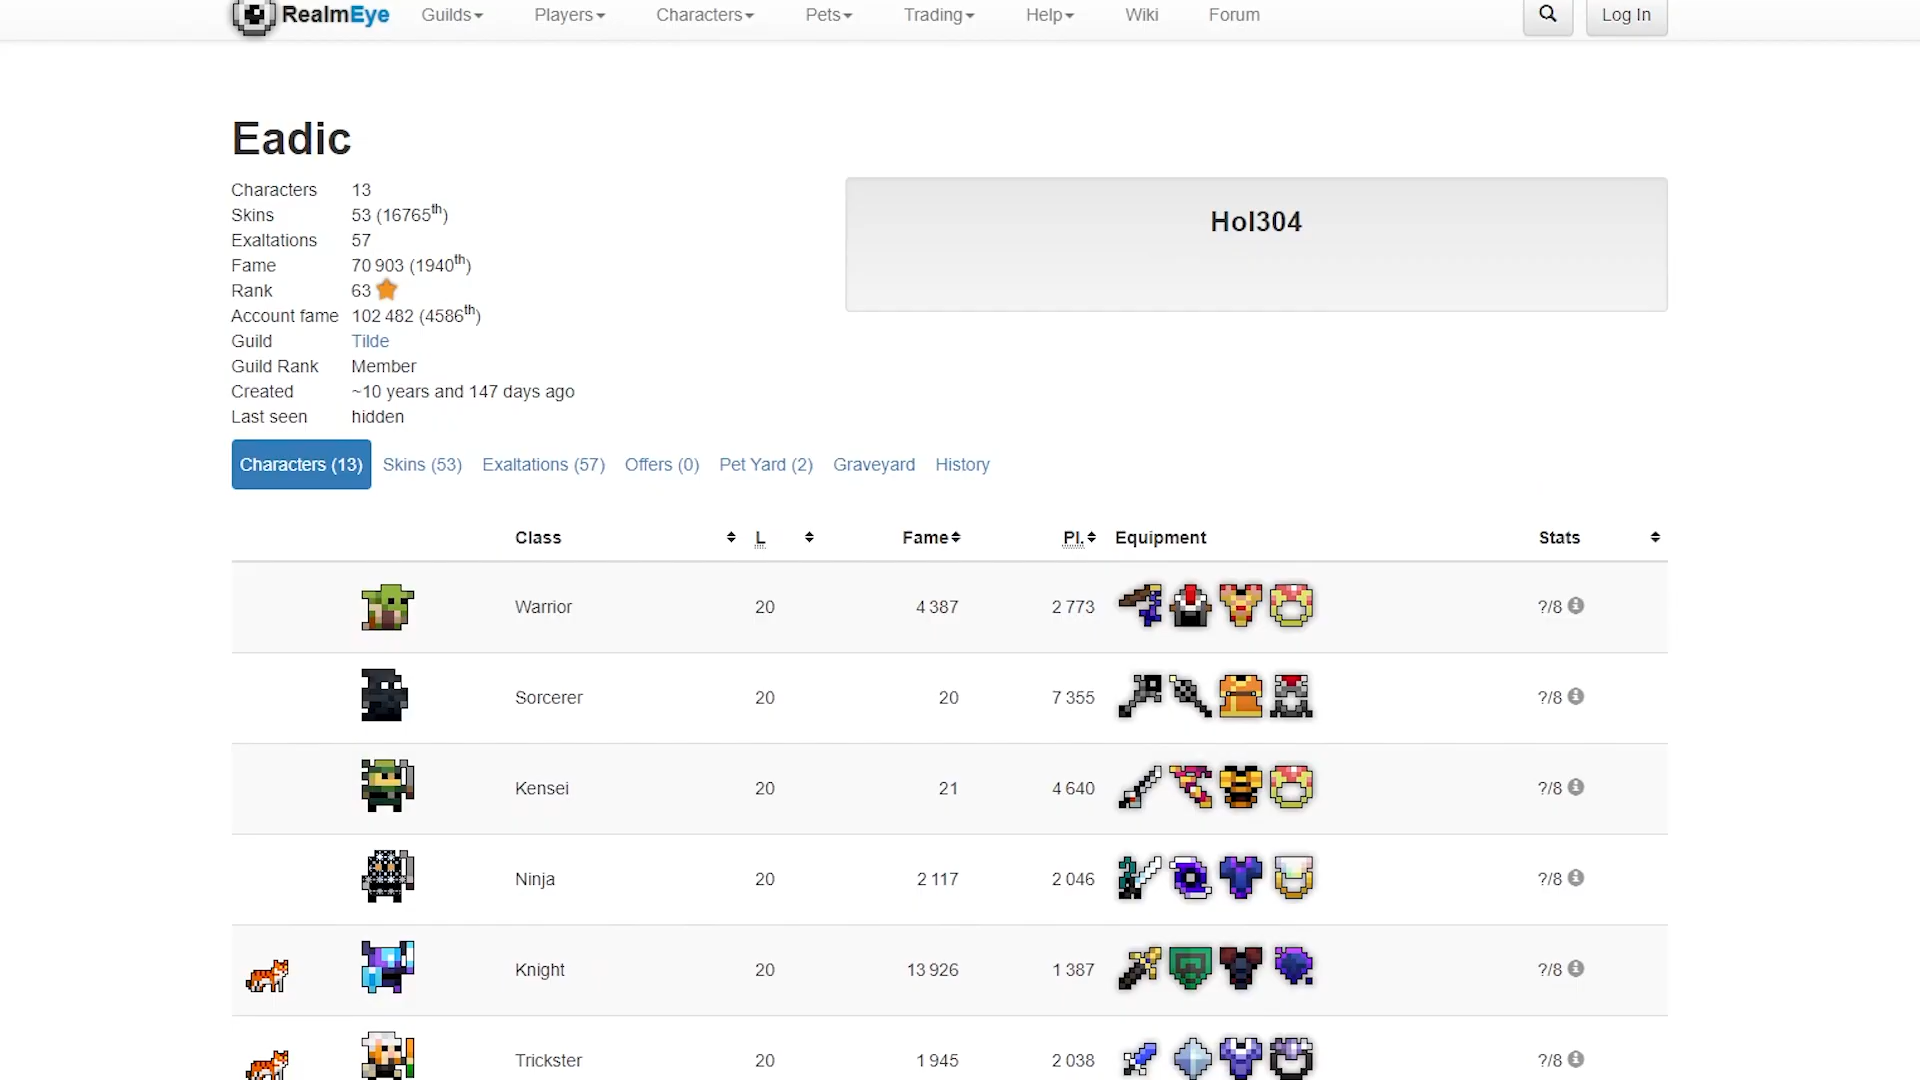 RealmEye Guilds Players Characters Pets Trading Help Wiki Forum Log In
Eadic
Characters 13
Skins 53 (16765th)
Exaltations 57
Fame 70 903 (1940th)
Rank 63
Account fame 102 482 (4586th)
Guild Tilde
Guild Rank Member
Created ~10 years and 147 days ago
Last seen hidden
Hol304
Characters (13) Skins (53) Exaltations (57) Offers (0) Pet Yard (2) Graveyard History
Class L Fame Pl. Equipment Stats
Warrior 20 4 387 2 773 ?/8
Sorcerer 20 20 7 355 ?/8
Kensei 20 21 4 640 ?/8
Ninja 20 2 117 2 046 ?/8
Knight 20 13 926 1 387 ?/8
Trickster 20 1 945 2 038 ?/8